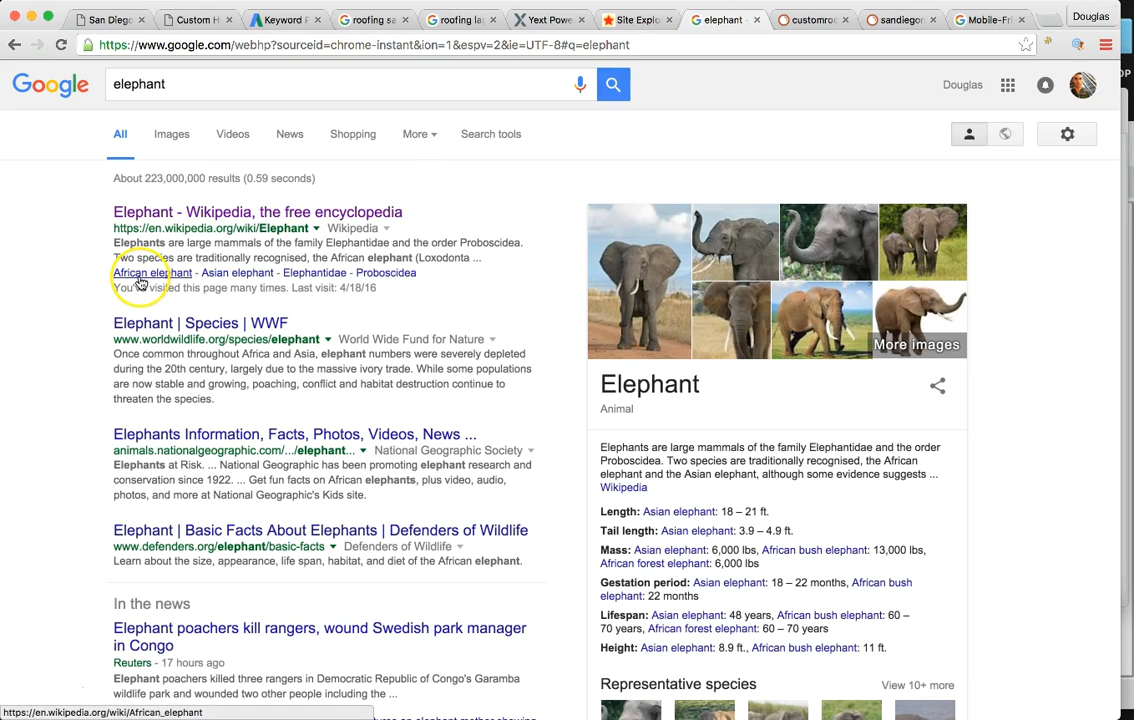 San Diego
Custom H
Keyword P
roofing sa
roofing la
Yext Powe
Site Explo
elephant -
customroo
sandiegor
Mobile-Fri
Douglas
https://www.google.com/webhp?sourceid=chrome-instant&ion=1&espv=2&ie=UTF-8#q=elephant
Google
elephant
Douglas
All
Images
Videos
News
Shopping
More
Search tools
About 223,000,000 results (0.59 seconds)
Elephant - Wikipedia, the free encyclopedia
https://en.wikipedia.org/wiki/Elephant Wikipedia
Elephants are large mammals of the family Elephantidae and the order Proboscidea.
Two species are traditionally recognised, the African elephant (Loxodonta ...
African elephant - Asian elephant - Elephantidae - Proboscidea
You've visited this page many times. Last visit: 4/18/16
Elephant | Species | WWF
www.worldwildlife.org/species/elephant World Wide Fund for Nature
Once common throughout Africa and Asia, elephant numbers were severely depleted
during the 20th century, largely due to the massive ivory trade. While some populations
are now stable and growing, poaching, conflict and habitat destruction continue to
threaten the species.
Elephants Information, Facts, Photos, Videos, News ...
animals.nationalgeographic.com/.../elephant... National Geographic Society
Elephants at Risk. ... National Geographic has been promoting elephant research and
conservation since 1922. ... Get fun facts on African elephants, plus video, audio,
photos, and more at National Geographic's Kids site.
Elephant | Basic Facts About Elephants | Defenders of Wildlife
www.defenders.org/elephant/basic-facts Defenders of Wildlife
Learn about the size, appearance, life span, habitat, and diet of the African elephant.
In the news
Elephant poachers kill rangers, wound Swedish park manager
in Congo
Reuters - 17 hours ago
Elephant poachers killed three rangers in Democratic Republic of Congo's Garamba
wildlife park and wounded two other people including the ...
https://en.wikipedia.org/wiki/African_elephant
More images
Elephant
Animal
Elephants are large mammals of the family Elephantidae and the order
Proboscidea. Two species are traditionally recognised, the African
elephant and the Asian elephant, although some evidence suggests ...
Wikipedia
Length: Asian elephant: 18 – 21 ft.
Tail length: Asian elephant: 3.9 – 4.9 ft.
Mass: Asian elephant: 6,000 lbs, African bush elephant: 13,000 lbs,
African forest elephant: 6,000 lbs
Gestation period: Asian elephant: 18 – 22 months, African bush
elephant: 22 months
Lifespan: Asian elephant: 48 years, African bush elephant: 60 –
70 years, African forest elephant: 60 – 70 years
Height: Asian elephant: 8.9 ft., African bush elephant: 11 ft.
Representative species
View 10+ more